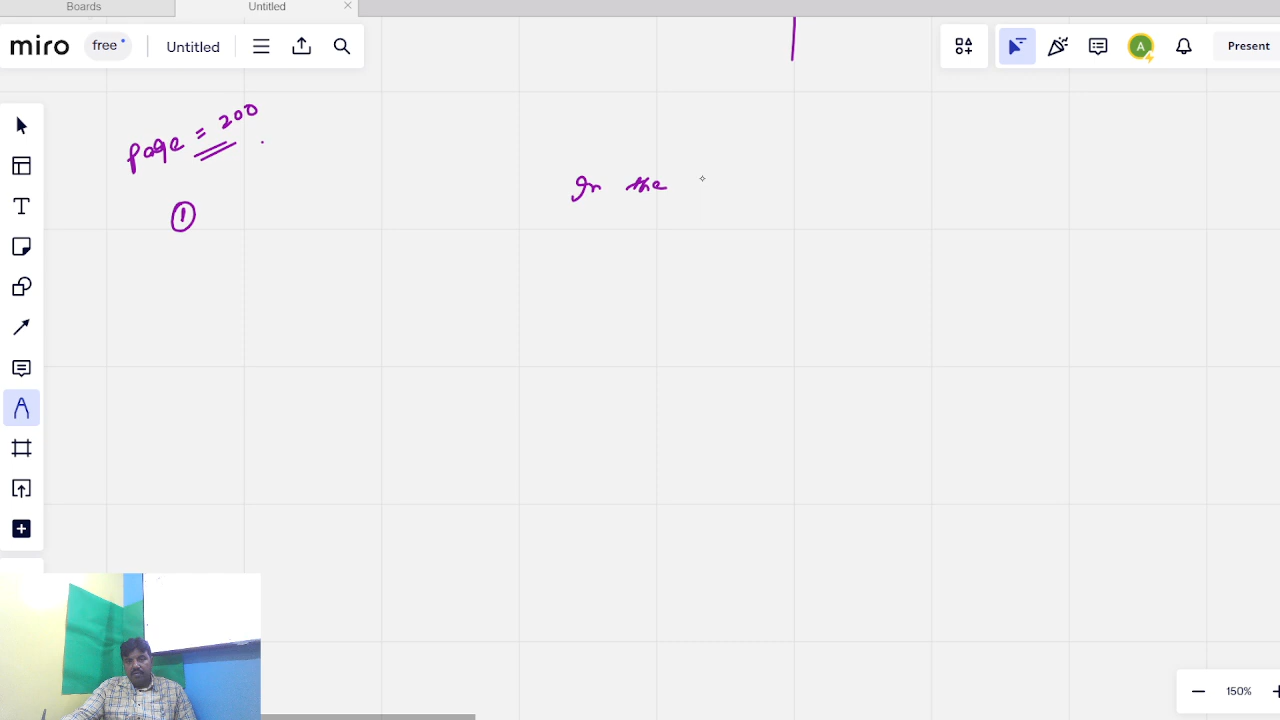 Boards
Untitled
miro
free
Untitled
Present
page = 200
In the
①
150%